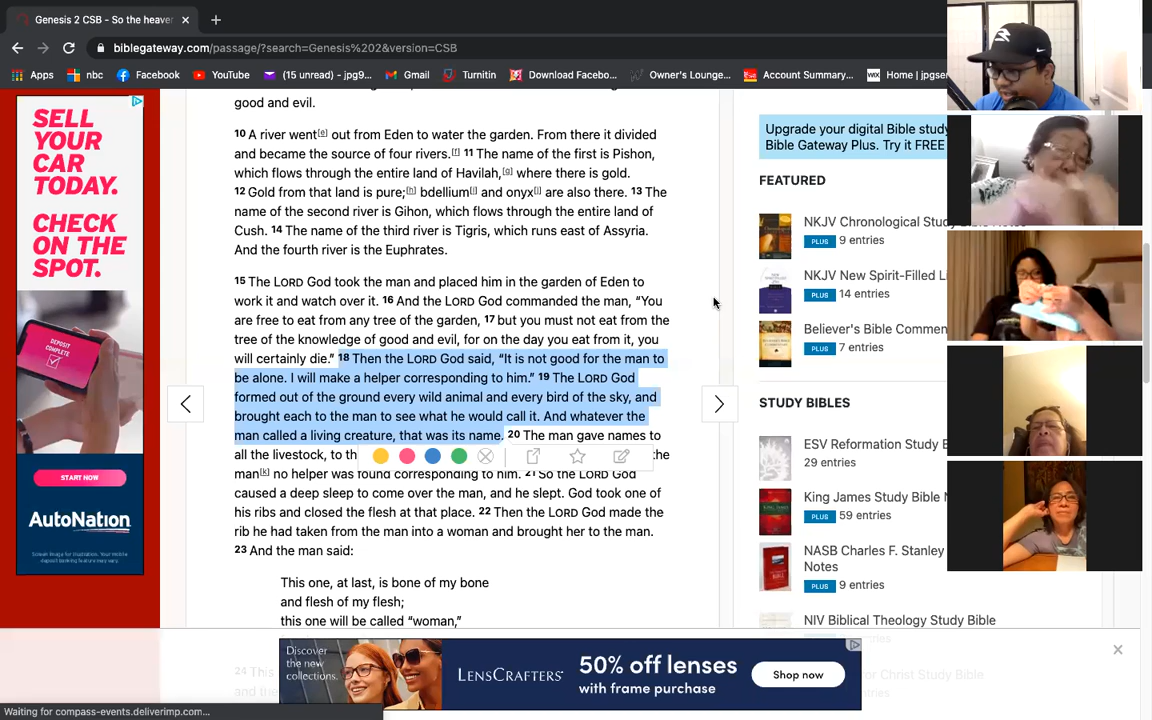 Genesis 2 CSB - So the heaven
biblegateway.com/passage/?search=Genesis%202&version=CSB
Apps
nbc
Facebook
YouTube
(15 unread) - jpg9...
Gmail
Turnitin
Download Facebo...
Owner's Lounge...
Account Summary...
WIX
Home | jpgser
SELL
YOUR
CAR
TODAY.
CHECK
ON THE
SPOT.
DEPOSIT
COMPLETE
START NOW
AutoNation
good and evil.
10 A river went[e] out from Eden to water the garden. From there it divided
and became the source of four rivers.[f] 11 The name of the first is Pishon,
which flows through the entire land of Havilah,[g] where there is gold.
12 Gold from that land is pure;[h] bdellium[i] and onyx[j] are also there. 13 The
name of the second river is Gihon, which flows through the entire land of
Cush. 14 The name of the third river is Tigris, which runs east of Assyria.
And the fourth river is the Euphrates.
15 The LORD God took the man and placed him in the garden of Eden to
work it and watch over it. 16 And the LORD God commanded the man, “You
are free to eat from any tree of the garden, 17 but you must not eat from the
tree of the knowledge of good and evil, for on the day you eat from it, you
will certainly die.” 18 Then the LORD God said, “It is not good for the man to
be alone. I will make a helper corresponding to him.” 19 The LORD God
formed out of the ground every wild animal and every bird of the sky, and
brought each to the man to see what he would call it. And whatever the
man called a living creature, that was its name. 20 The man gave names to
all the livestock, to th the
man[k] no helper was found corresponding to him. 21 So the LORD God
caused a deep sleep to come over the man, and he slept. God took one of
his ribs and closed the flesh at that place. 22 Then the LORD God made the
rib he had taken from the man into a woman and brought her to the man.
23 And the man said:
This one, at last, is bone of my bone
and flesh of my flesh;
this one will be called “woman,”
24 This
Upgrade your digital Bible study
Bible Gateway Plus. Try it FREE
FEATURED
NKJV Chronological Stu
PLUS 9 entries
NKJV New Spirit-Filled Li
PLUS 14 entries
Believer's Bible Commen
PLUS 7 entries
STUDY BIBLES
ESV Reformation Study B
29 entries
King James Study Bible N
PLUS 59 entries
NASB Charles F. Stanley
Notes
PLUS 9 entries
NIV Biblical Theology Study Bible
r Christ Study Bible
Discover
the new
collections.
LENSCRAFTERS
50% off lenses
with frame purchase
Shop now
Waiting for compass-events.deliverimp.com...